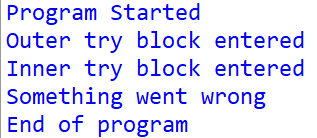 Program Started
Outer try block entered
Inner try block entered
Something went wrong
End of program